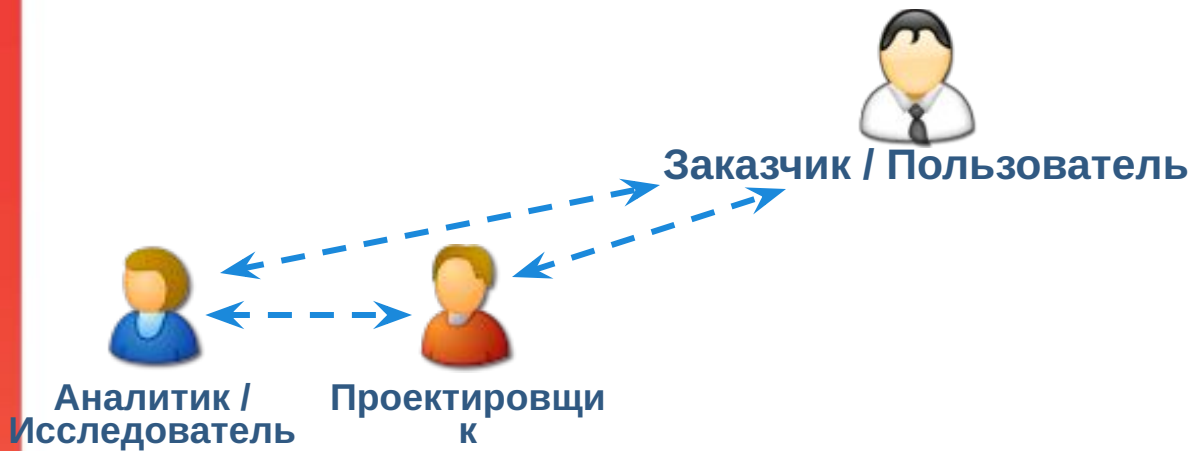 Заказчик / Пользователь
Аналитик /
Исследователь
Проектировщи
к